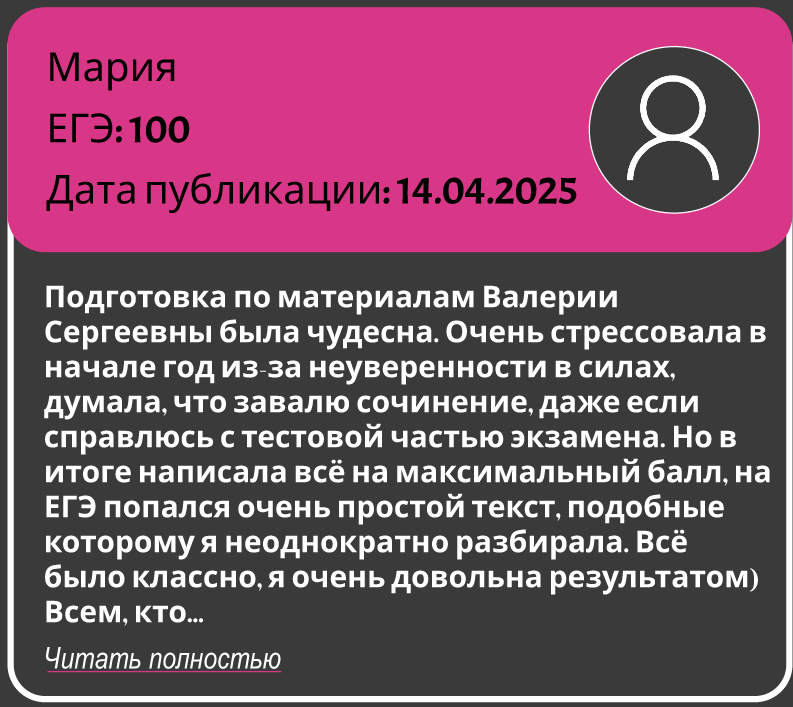 Мария
ЕГЭ: 100
Дата публикации: 14.04.2025
Подготовка по материалам Валерии
Сергеевны была чудесна. Очень стрессовала в
начале год из-за неуверенности в силах,
думала, что завалю сочинение, даже если
справлюсь с тестовой частью экзамена. Но в
итоге написала всё на максимальный балл, на
ЕГЭ попался очень простой текст, подобные
которому я неоднократно разбирала. Всё
было классно, я очень довольна результатом)
Всем, кто...
Читать полностью